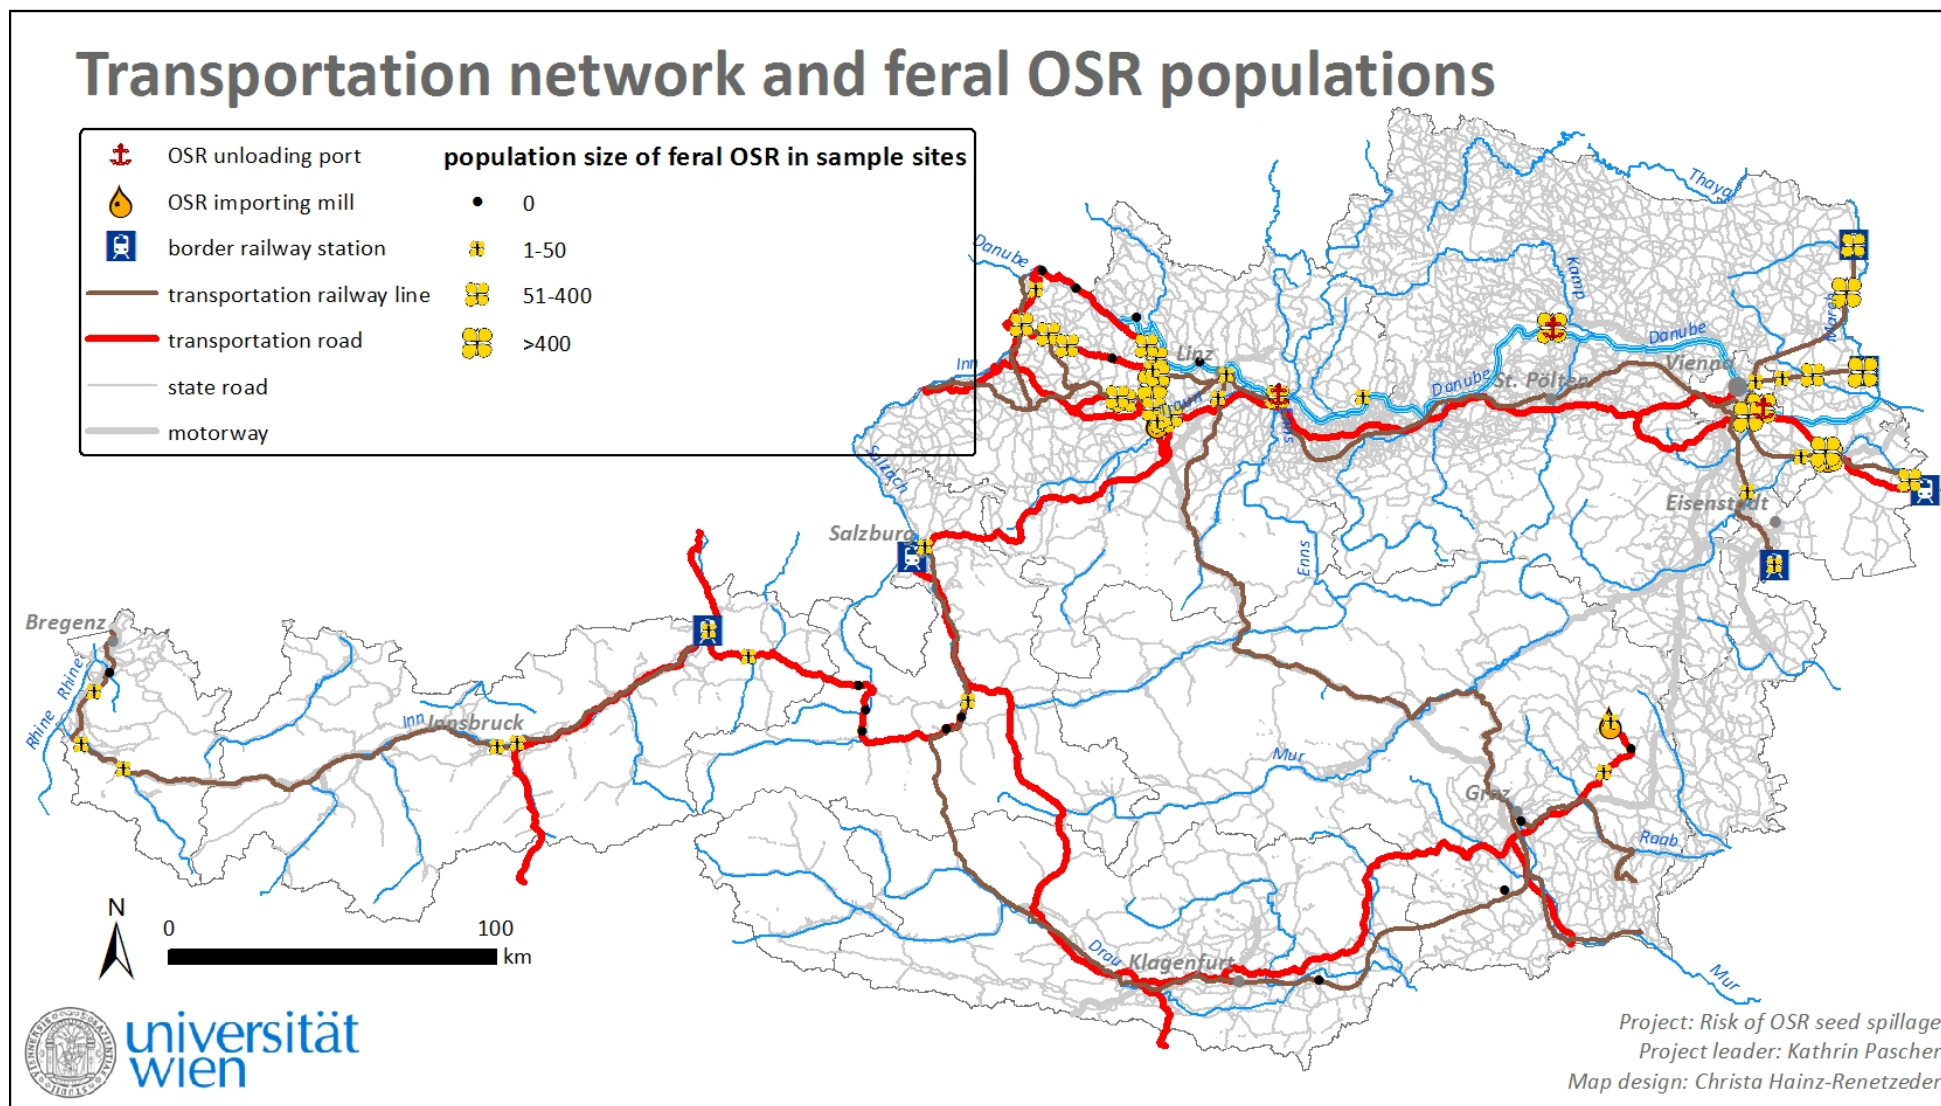 Transportation network and feral OSR populations
OSR unloading port
OSR importing mill
border railway station
transportation railway line
transportation road
state road
motorway
population size of feral OSR in sample sites
0
1-50
51-400
>400
Danube
Thaya
Kamp
March
Inn
Linz
Danube
Vienna
St. Pölten
Danube
Traun
Enns
Salzach
Eisenstadt
Salzburg
Enns
Bregenz
Rhine
Rhine
Inn
Innsbruck
Mur
Graz
Raab
Drau
Klagenfurt
Mur
N
0
100
km
universität
wien
Project: Risk of OSR seed spillage
Project leader: Kathrin Pascher
Map design: Christa Hainz-Renetzeder